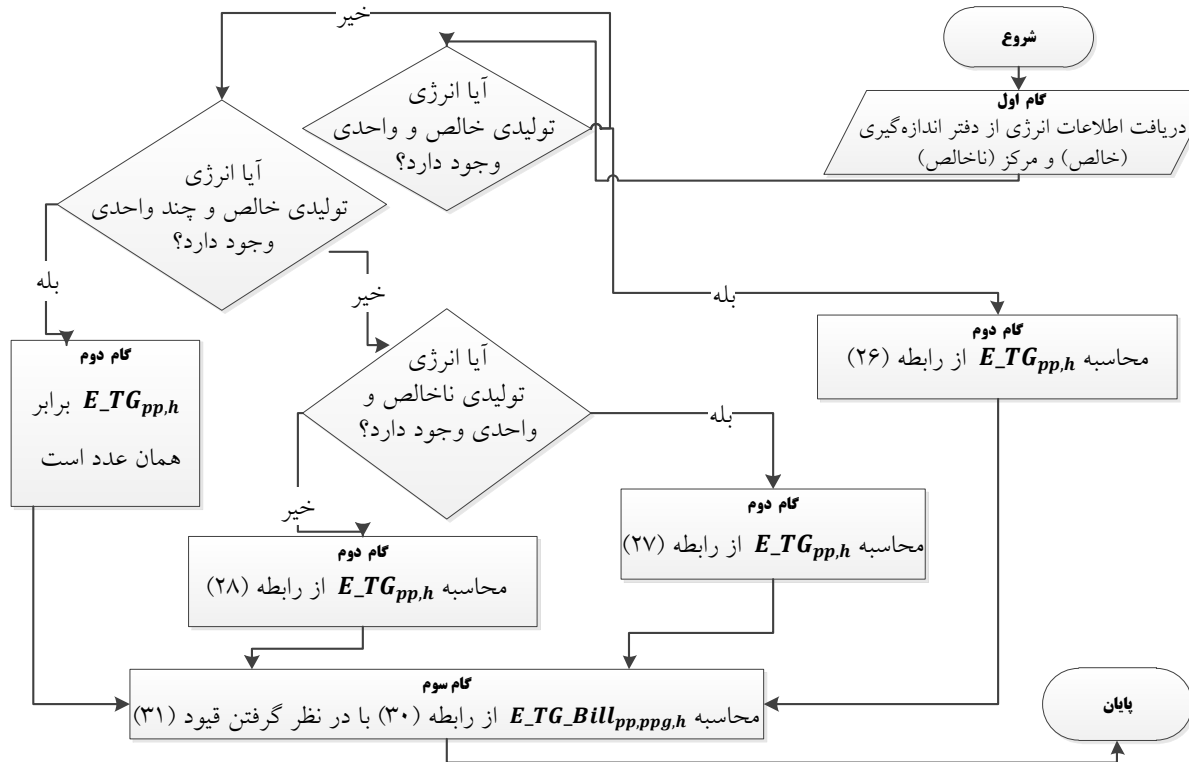 شروع
گام اول
دریافت اطلاعات انرژی از دفتر اندازه‌گیری
(خالص) و مرکز (ناخالص)
آیا انرژی
تولیدی خالص و واحدی
وجود دارد؟
خیر
بله
آیا انرژی
تولیدی خالص و چند واحدی
وجود دارد؟
بله
خیر
گام دوم
محاسبه E_TG_{pp,h} از رابطه (۲۶)
گام دوم
E_TG_{pp,h} برابر
همان عدد است
آیا انرژی
تولیدی ناخالص و
واحدی وجود دارد؟
بله
خیر
گام دوم
محاسبه E_TG_{pp,h} از رابطه (۲۷)
گام دوم
محاسبه E_TG_{pp,h} از رابطه (۲۸)
گام سوم
محاسبه E_TG_Bill_{pp,ppg,h} از رابطه (۳۰) با در نظر گرفتن قیود (۳۱)
پایان